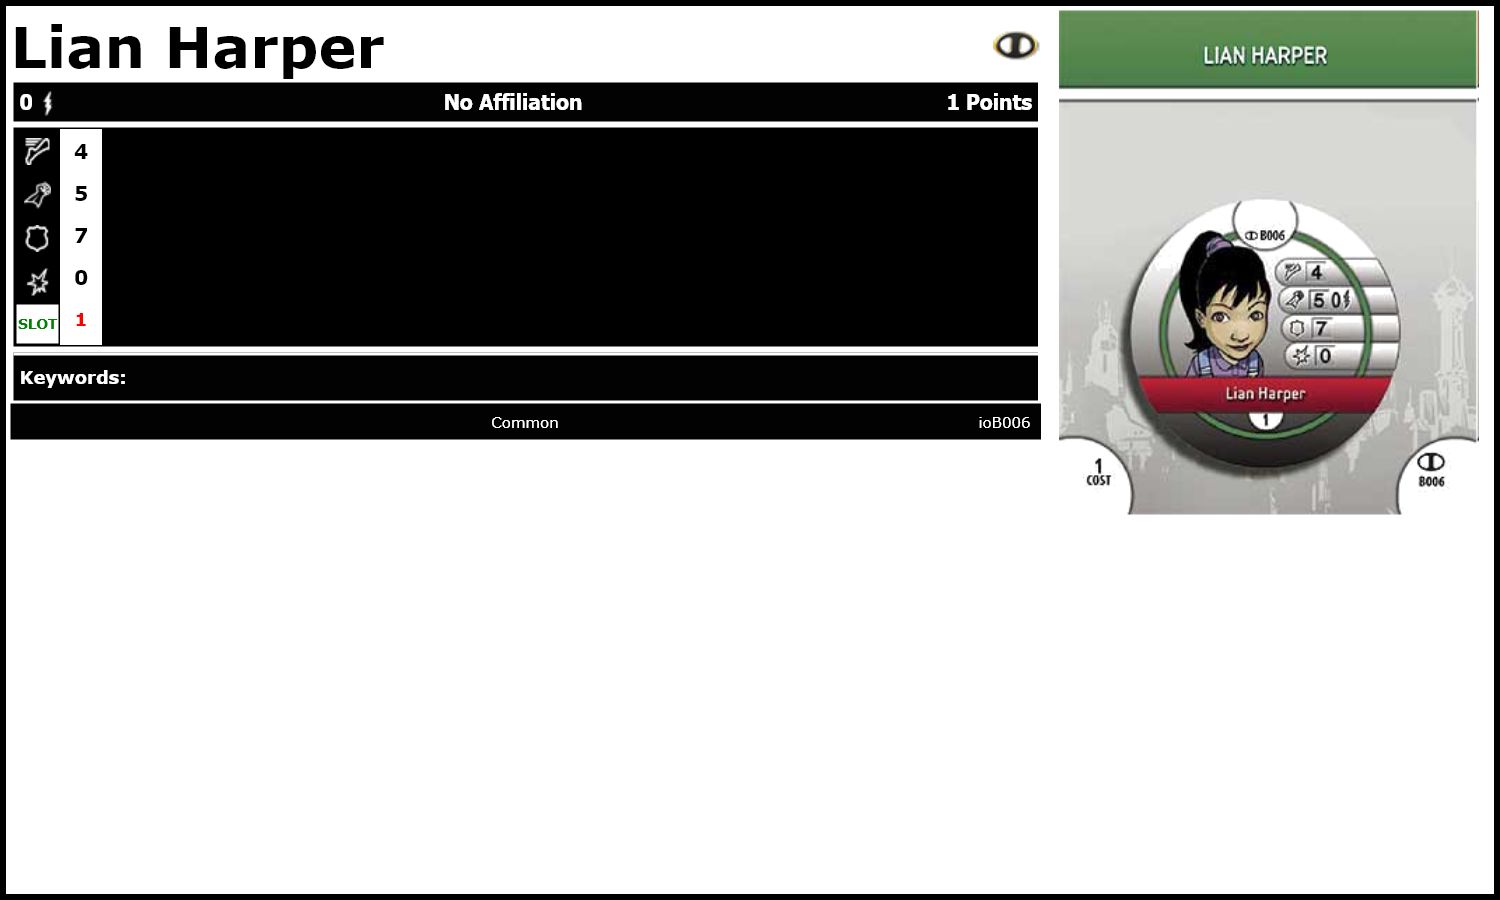 Lian Harper
0 No Affiliation 1 Points
4
5
7
0
SLOT 1
Keywords:
Common ioB006
LIAN HARPER
B006
4
5 0
7
0
Lian Harper
1
1
COST
B006